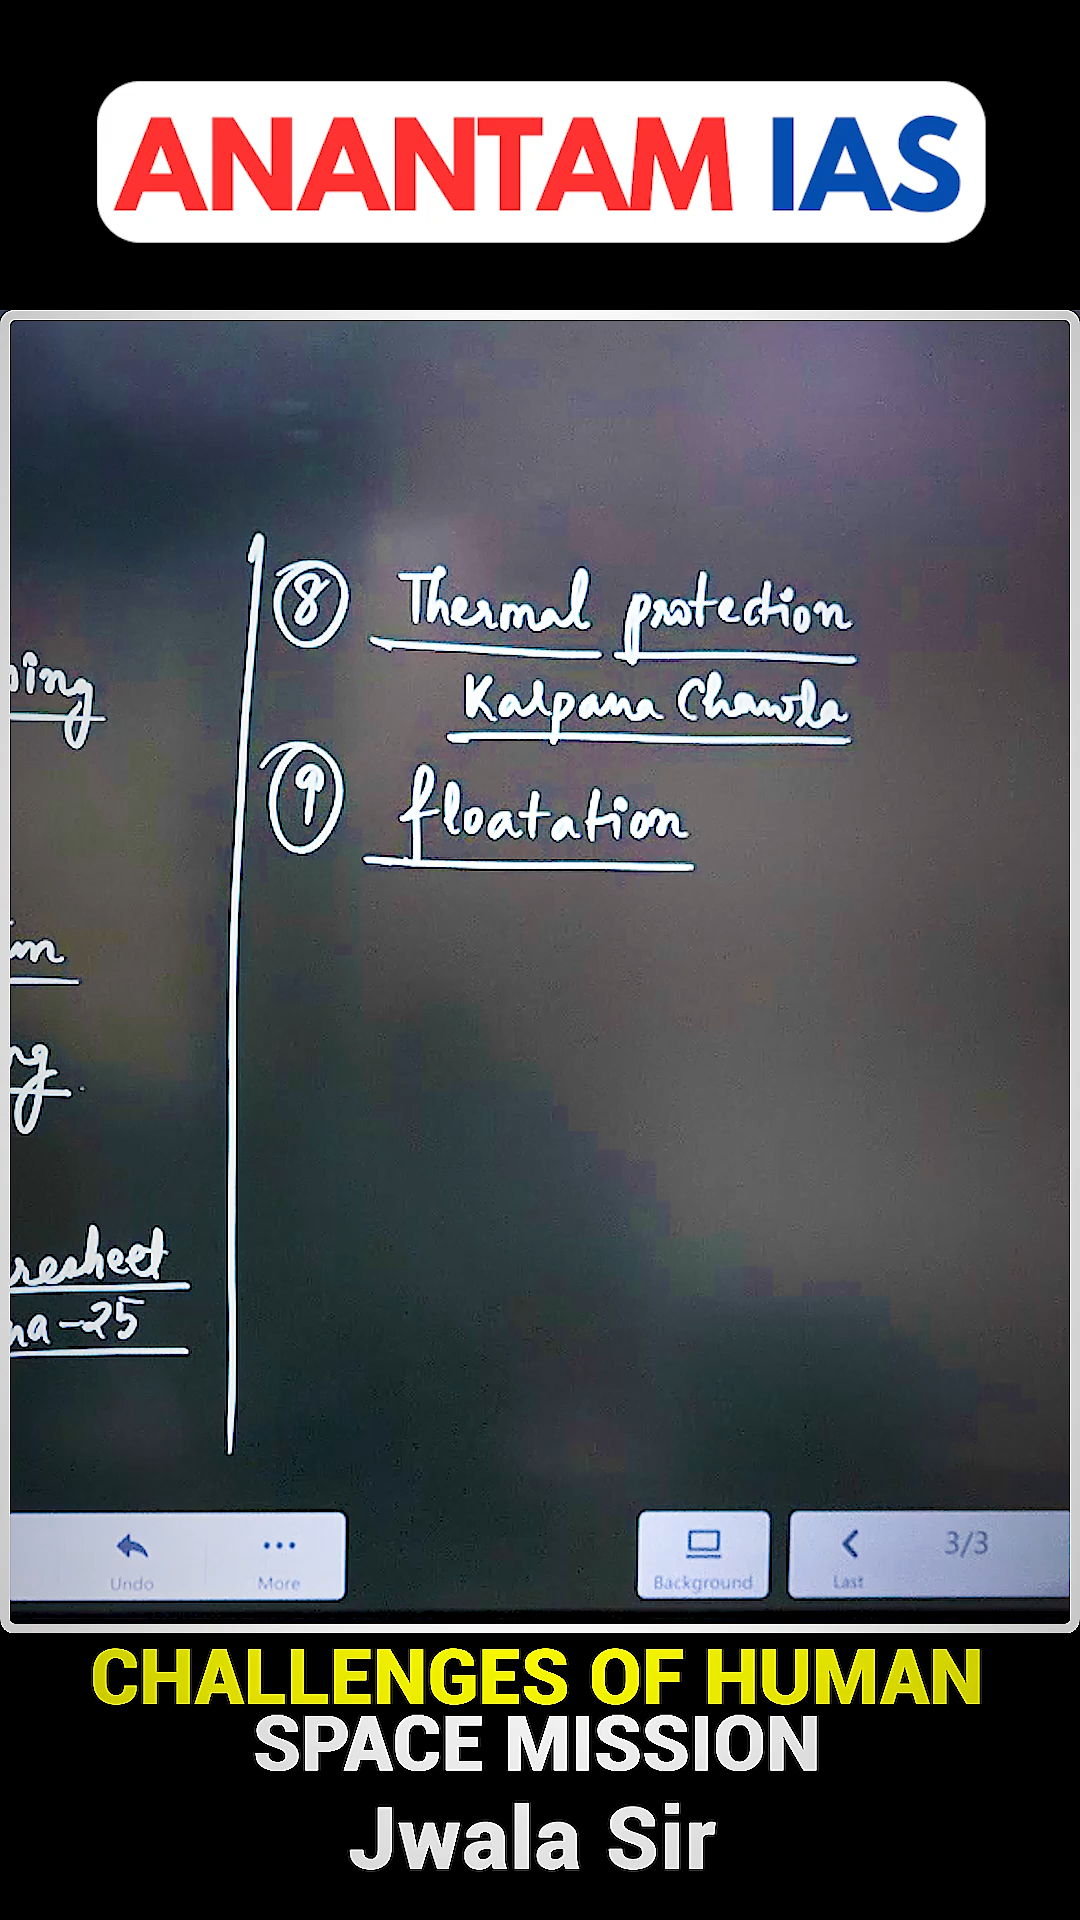 ANANTAM IAS
⑧ Thermal protection
Kalpana Chawla
⑨ floatation
Undo
More
Background
Last
3/3
CHALLENGES OF HUMAN
SPACE MISSION
Jwala Sir